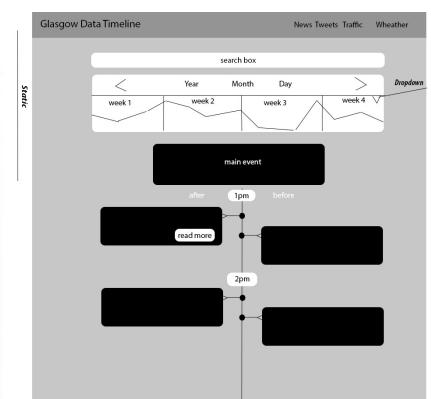 Glasgow Data Timeline
News Tweets Traffic Wheather
search box
Year Month Day
Dropdown
Static
week 1 week 2 week 3 week 4
main event
after 1pm before
read more
2pm